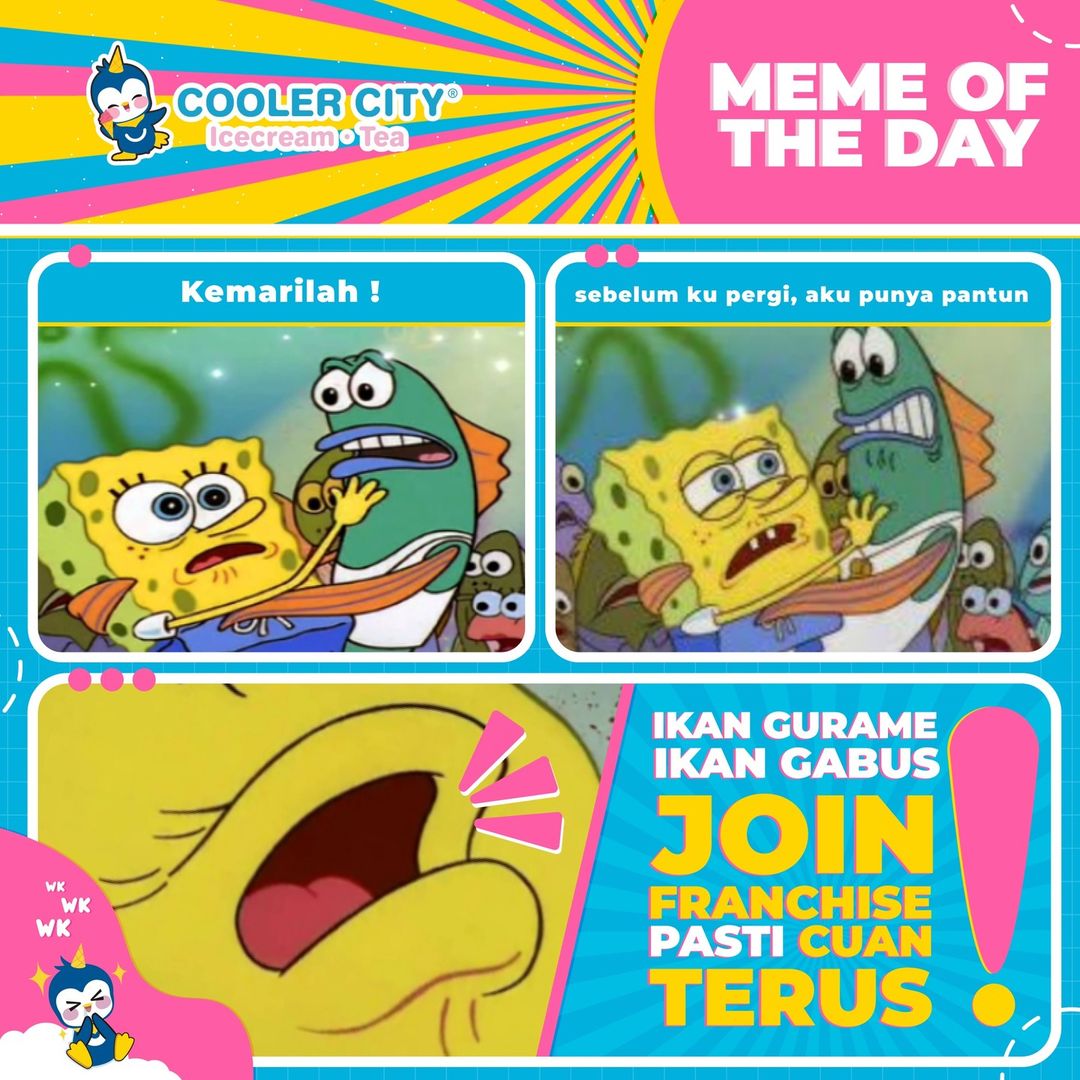 COOLER CITY®
Icecream • Tea
MEME OF
THE DAY
Kemarilah !
sebelum ku pergi, aku punya pantun
IKAN GURAME
IKAN GABUS
JOIN
FRANCHISE
PASTI CUAN
TERUS
!
WK
WK
WK